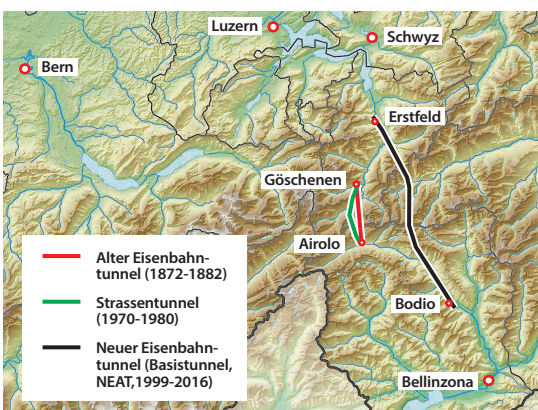 Luzern
Schwyz
Bern
Erstfeld
Göschenen
Airolo
Alter Eisenbahn-
tunnel (1872-1882)
Strassentunnel
(1970-1980)
Bodio
Neuer Eisenbahn-
tunnel (Basistunnel,
NEAT,1999-2016)
Bellinzona